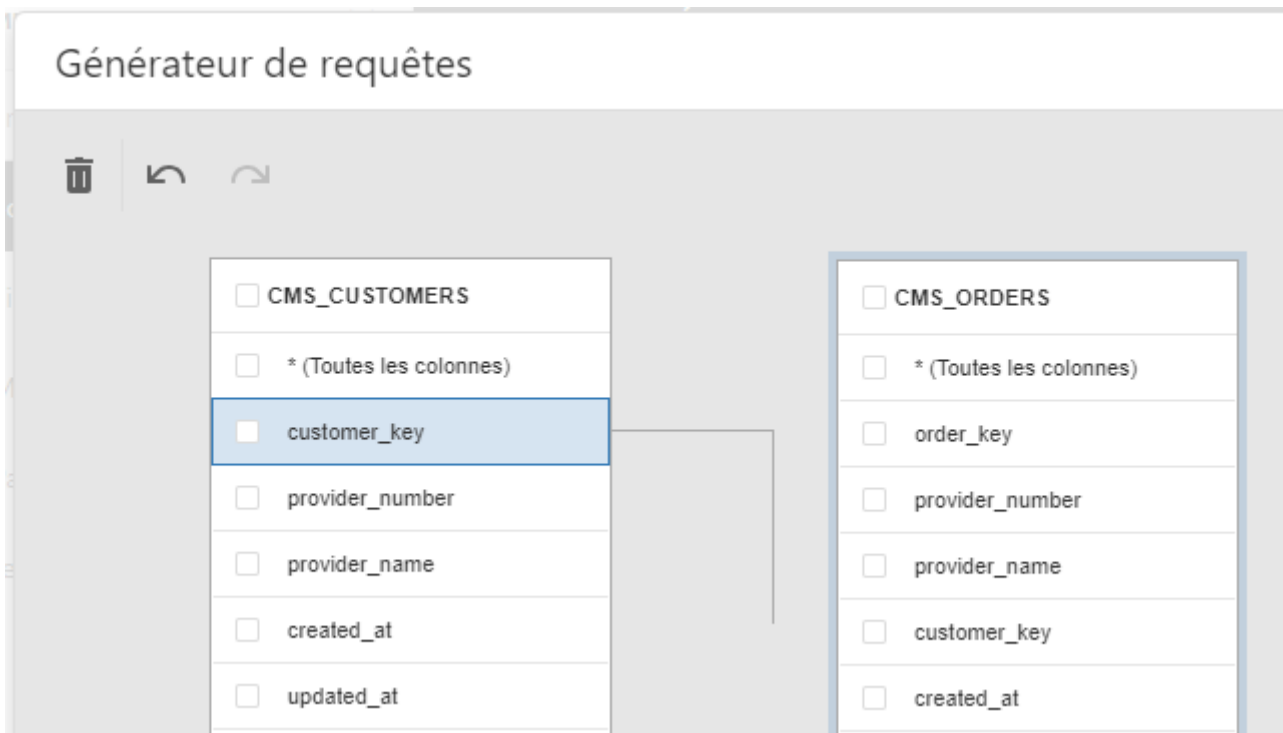 Générateur de requêtes
CMS_CUSTOMERS
* (Toutes les colonnes)
customer_key
provider_number
provider_name
created_at
updated_at
CMS_ORDERS
* (Toutes les colonnes)
order_key
provider_number
provider_name
customer_key
created_at